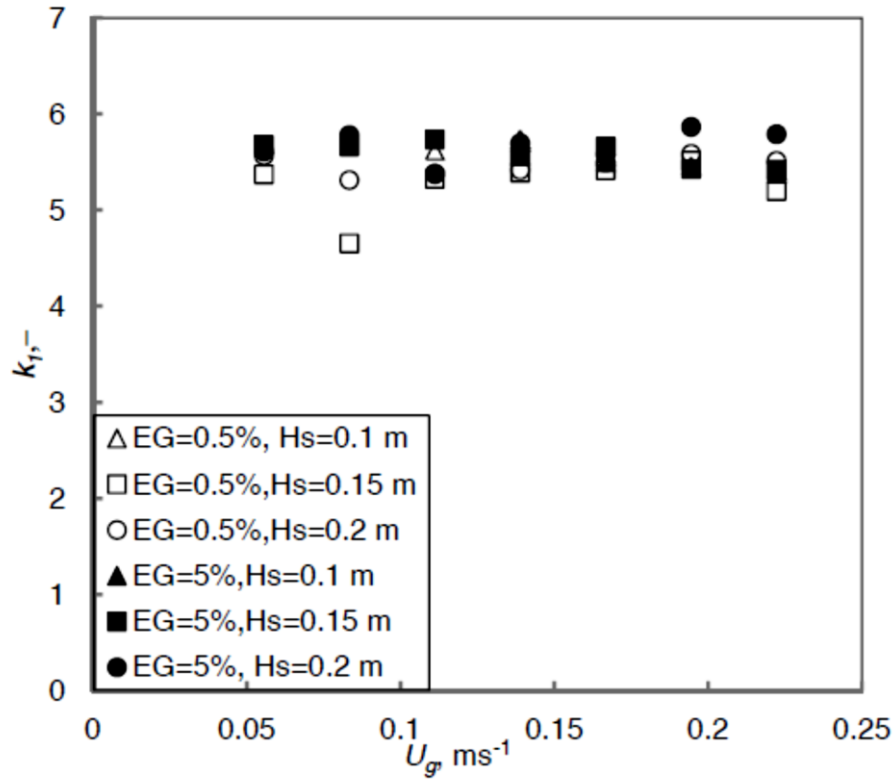 7
6
5
4
3
2
1
0
k₁,–
EG=0.5%, Hs=0.1 m
EG=0.5%,Hs=0.15 m
EG=0.5%,Hs=0.2 m
EG=5%,Hs=0.1 m
EG=5%,Hs=0.15 m
EG=5%, Hs=0.2 m
0 0.05 0.1 0.15 0.2 0.25
U_g, ms⁻¹